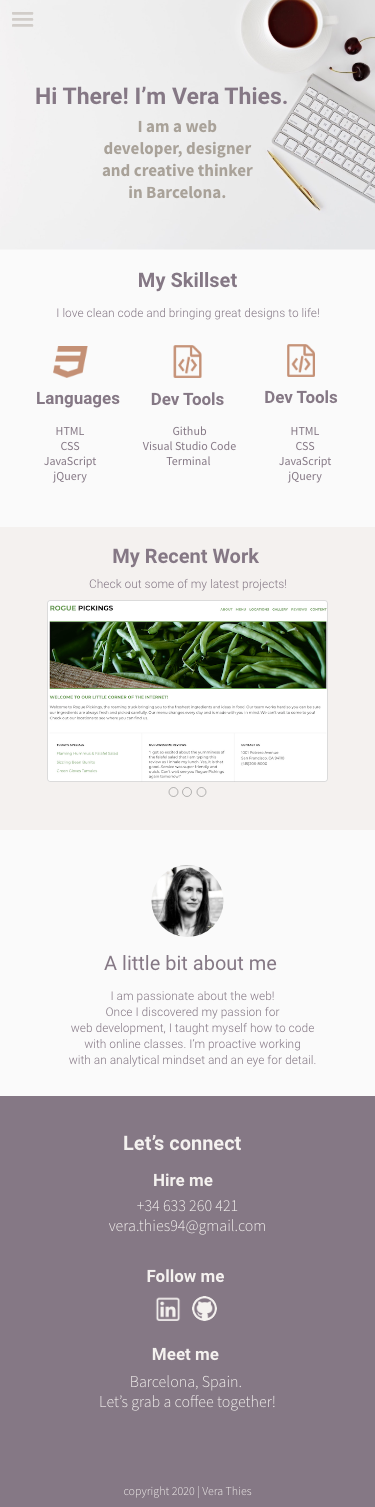 Hi There! I’m Vera Thies.
I am a web
developer, designer
and creative thinker
in Barcelona.
My Skillset
I love clean code and bringing great designs to life!
Languages
HTML
CSS
JavaScript
jQuery
Dev Tools
Github
Visual Studio Code
Terminal
Dev Tools
HTML
CSS
JavaScript
jQuery
My Recent Work
Check out some of my latest projects!
ROGUE PICKINGS
ABOUT MENU LOCATIONS GALLERY REVIEWS CONTENT
WELCOME TO OUR LITTLE CORNER OF THE INTERNET!
A little bit about me
I am passionate about the web!
Once I discovered my passion for
web development, I taught myself how to code
with online classes. I’m proactive working
with an analytical mindset and an eye for detail.
Let’s connect
Hire me
+34 633 260 421
vera.thies94@gmail.com
Follow me
in
Meet me
Barcelona, Spain.
Let’s grab a coffee together!
copyright 2020 | Vera Thies